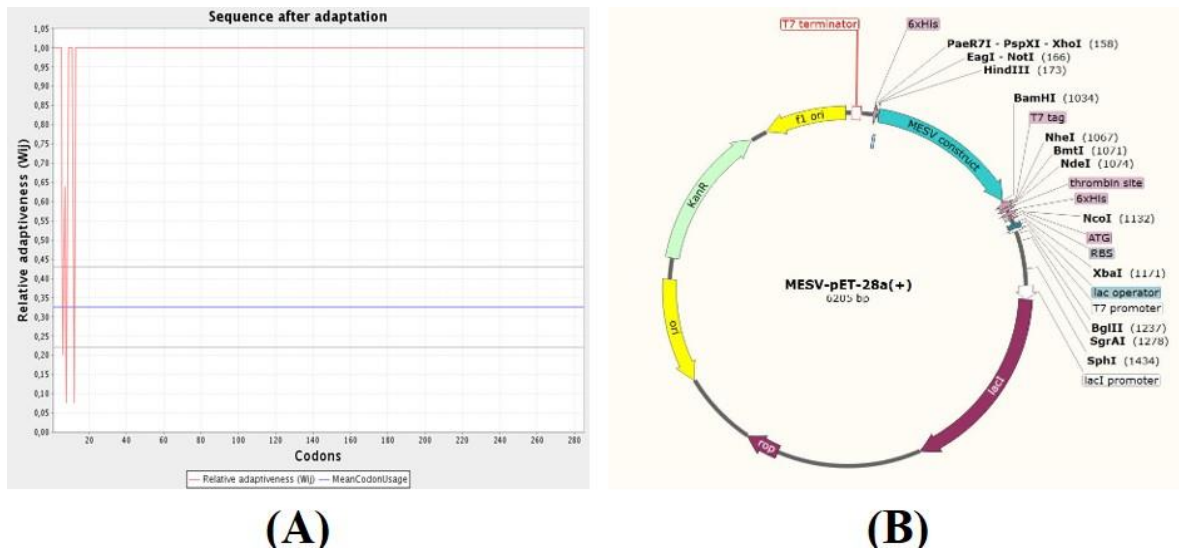 Sequence after adaptation
Relative adaptiveness (Wij)
1,05
1,00
0,95
0,90
0,85
0,80
0,75
0,70
0,65
0,60
0,55
0,50
0,45
0,40
0,35
0,30
0,25
0,20
0,15
0,10
0,05
0,00
20 40 60 80 100 120 140 160 180 200 220 240 260 280
Codons
Relative adaptiveness (Wij) MeanCodonUsage
(A)
T7 terminator
6xHis
PaeR7I - PspXI - XhoI (158)
EagI - NotI (166)
HindIII (173)
BamHI (1034)
T7 tag
NheI (1067)
BmtI (1071)
NdeI (1074)
thrombin site
6xHis
NcoI (1132)
ATG
RBS
XbaI (1171)
lac operator
T7 promoter
BglII (1237)
SgrAI (1278)
SphI (1434)
lacI promoter
f1 ori
MESV construct
KanR
ori
rop
lacI
MESV-pET-28a(+)
6205 bp
(B)